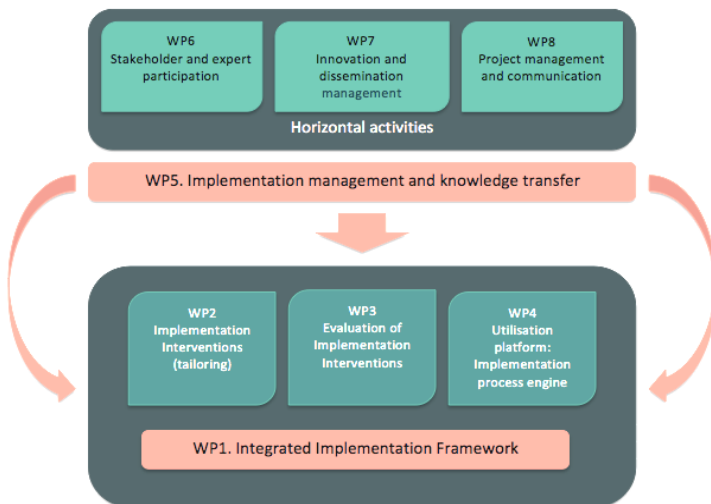 WP6
Stakeholder and expert
participation
WP7
Innovation and
dissemination
management
WP8
Project management
and communication
Horizontal activities
WP5. Implementation management and knowledge transfer
WP2
Implementation
Interventions
(tailoring)
WP3
Evaluation of
Implementation
Interventions
WP4
Utilisation
platform:
Implementation
process engine
WP1. Integrated Implementation Framework